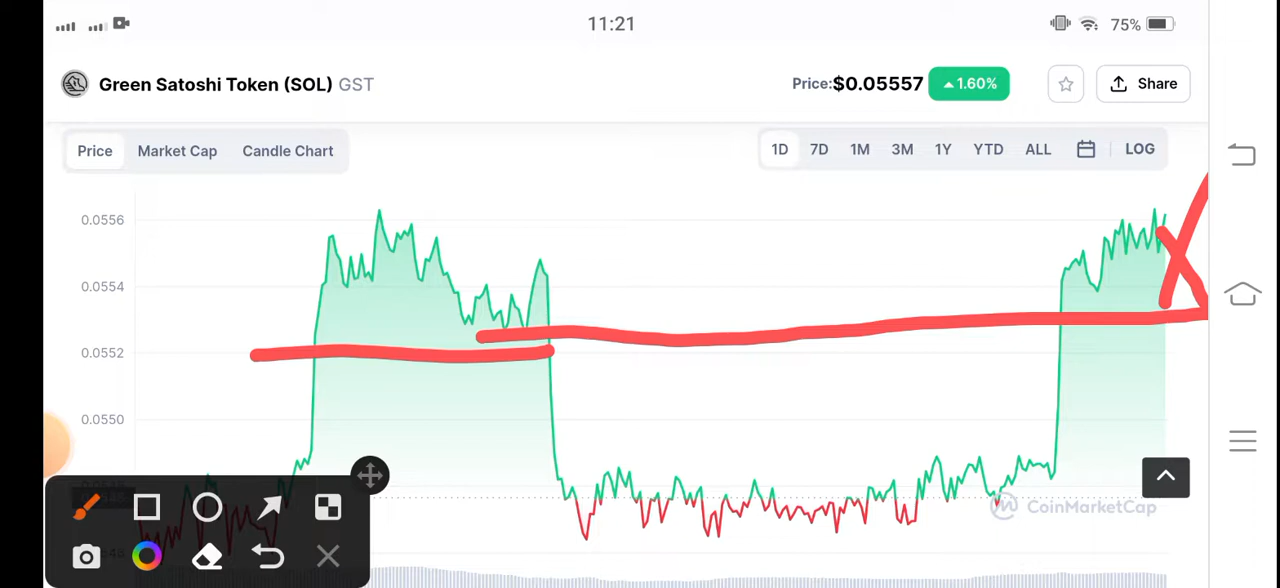 11:21
75%
Green Satoshi Token (SOL) GST
Price:$0.05557 1.60%
Share
Price Market Cap Candle Chart
1D 7D 1M 3M 1Y YTD ALL LOG
0.0556
0.0554
0.0552
0.0550
CoinMarketCap